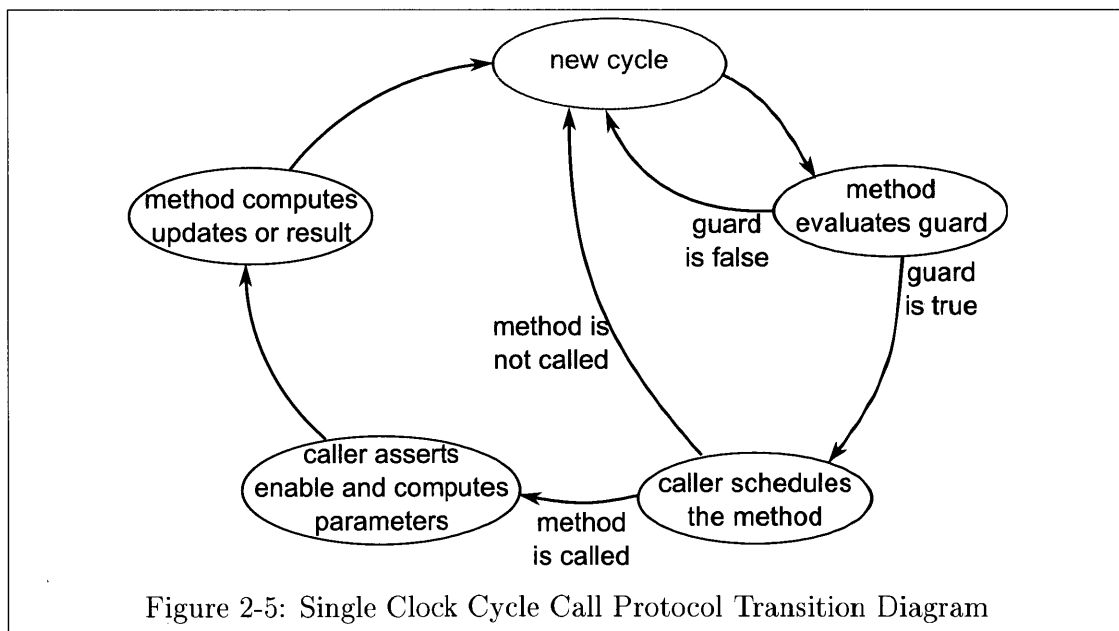 new cycle
method
evaluates guard
guard
is false
guard
is true
method computes
updates or result
method is
not called
caller asserts
enable and computes
parameters
method
is called
caller schedules
the method
Figure 2-5: Single Clock Cycle Call Protocol Transition Diagram